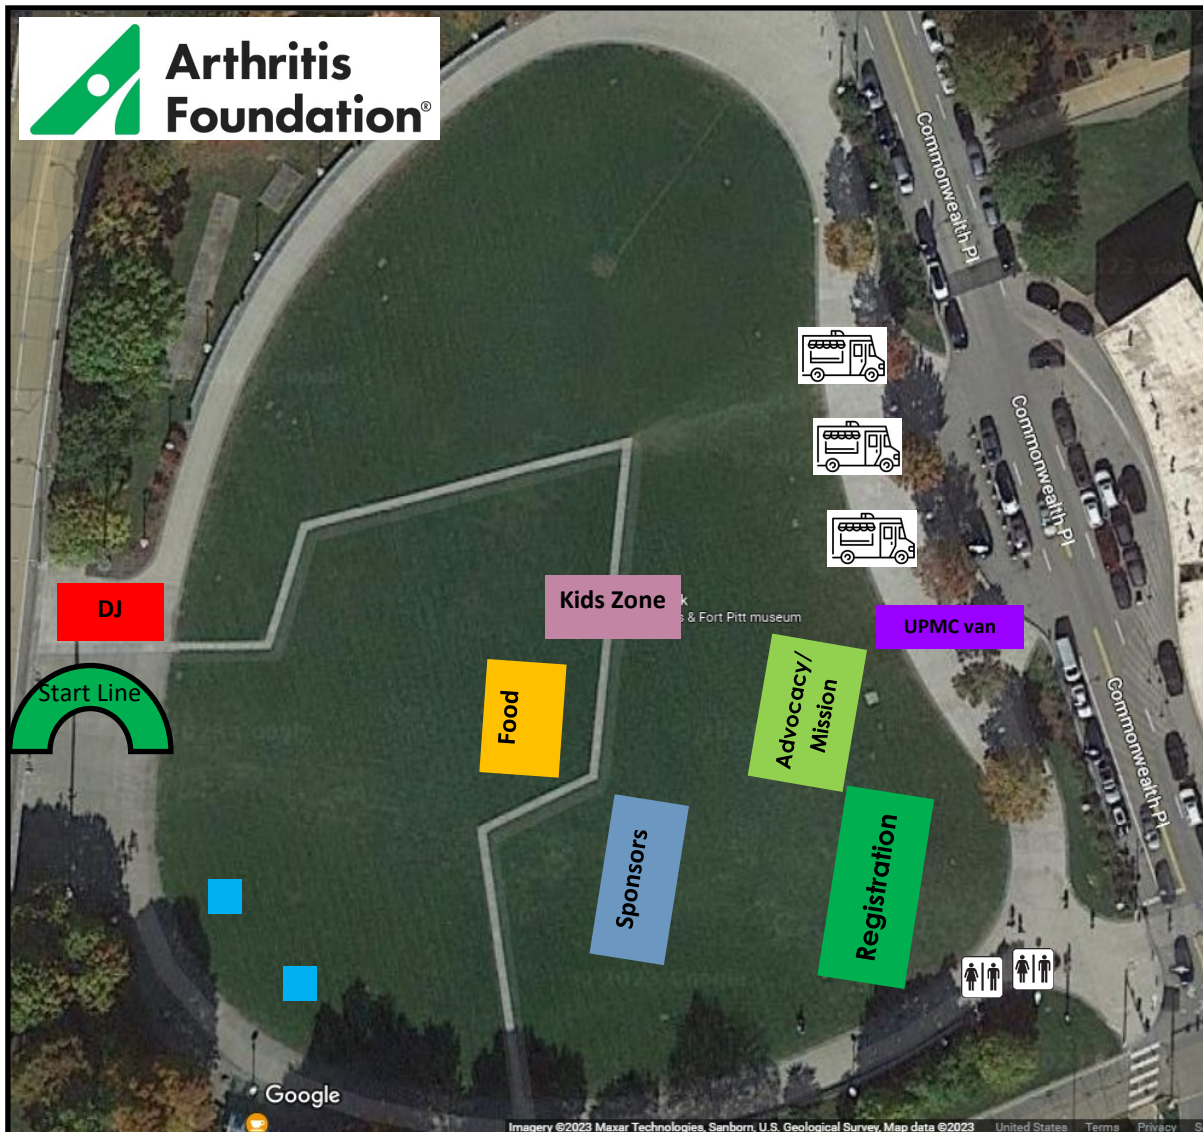 Arthritis
Foundation®
Commonwealth Pl
Commonwealth Pl
DJ
Kids Zone
k
s & Fort Pitt museum
UPMC van
Start Line
Food
Advocacy/
Mission
Commonwealth Pl
Sponsors
Registration
Google
Imagery ©2023 Maxar Technologies, Sanborn, U.S. Geological Survey, Map data ©2023 United States Terms Privacy S